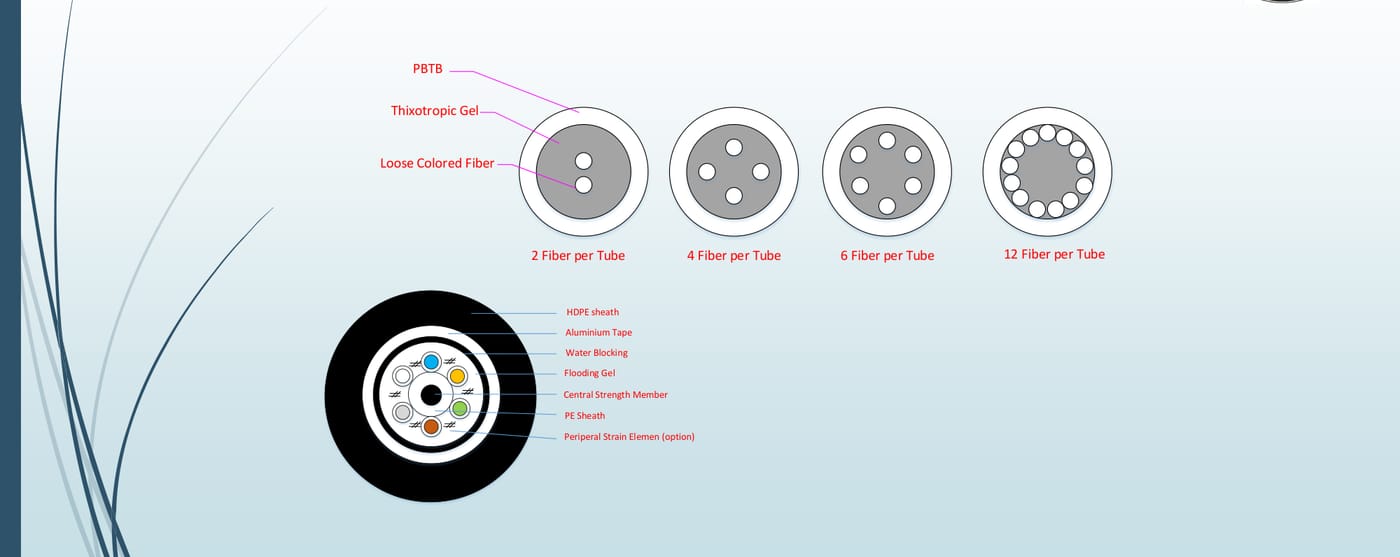 PBTB
Thixotropic Gel
Loose Colored Fiber
2 Fiber per Tube
4 Fiber per Tube
6 Fiber per Tube
12 Fiber per Tube
HDPE sheath
Aluminium Tape
Water Blocking
Flooding Gel
Central Strength Member
PE Sheath
Periperal Strain Elemen (option)